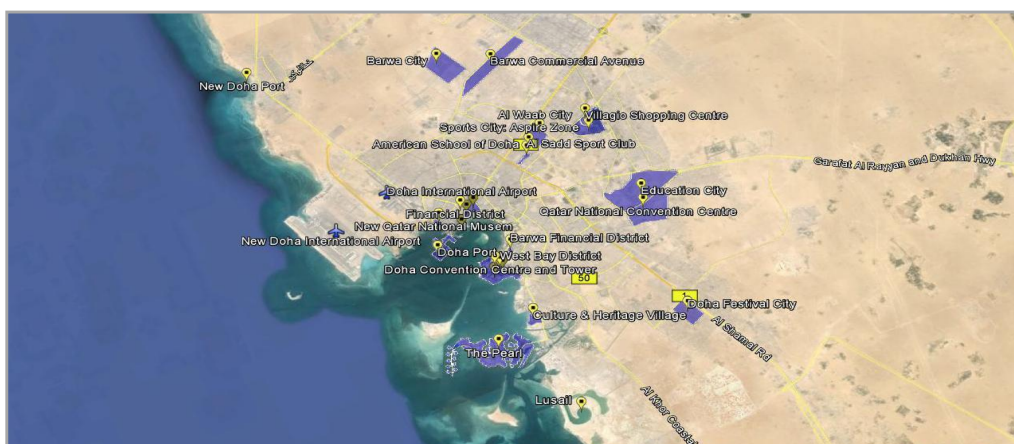 Barwa City
Barwa Commercial Avenue
New Doha Port
Al Waab City
Villagio Shopping Centre
Sports City: Aspire Zone
American School of Doha
Al Sadd Sport Club
Garafat Al Rayyan and Dukhan Hwy
Doha International Airport
Education City
Financial District
Qatar National Convention Centre
New Qatar National Musem
New Doha International Airport
Barwa Financial District
Doha Port
West Bay District
Doha Convention Centre and Tower
50
1
Doha Festival City
Culture & Heritage Village
Al Shamal Rd
The Pearl
Lusail
Al Khor Coastal